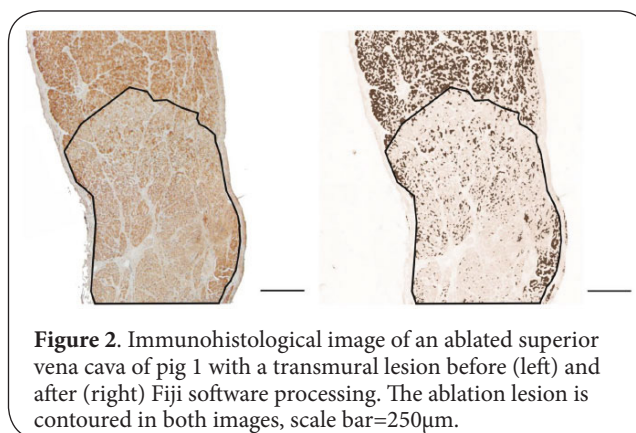 Figure 2. Immunohistological image of an ablated superior
vena cava of pig 1 with a transmural lesion before (left) and
after (right) Fiji software processing. The ablation lesion is
contoured in both images, scale bar=250μm.